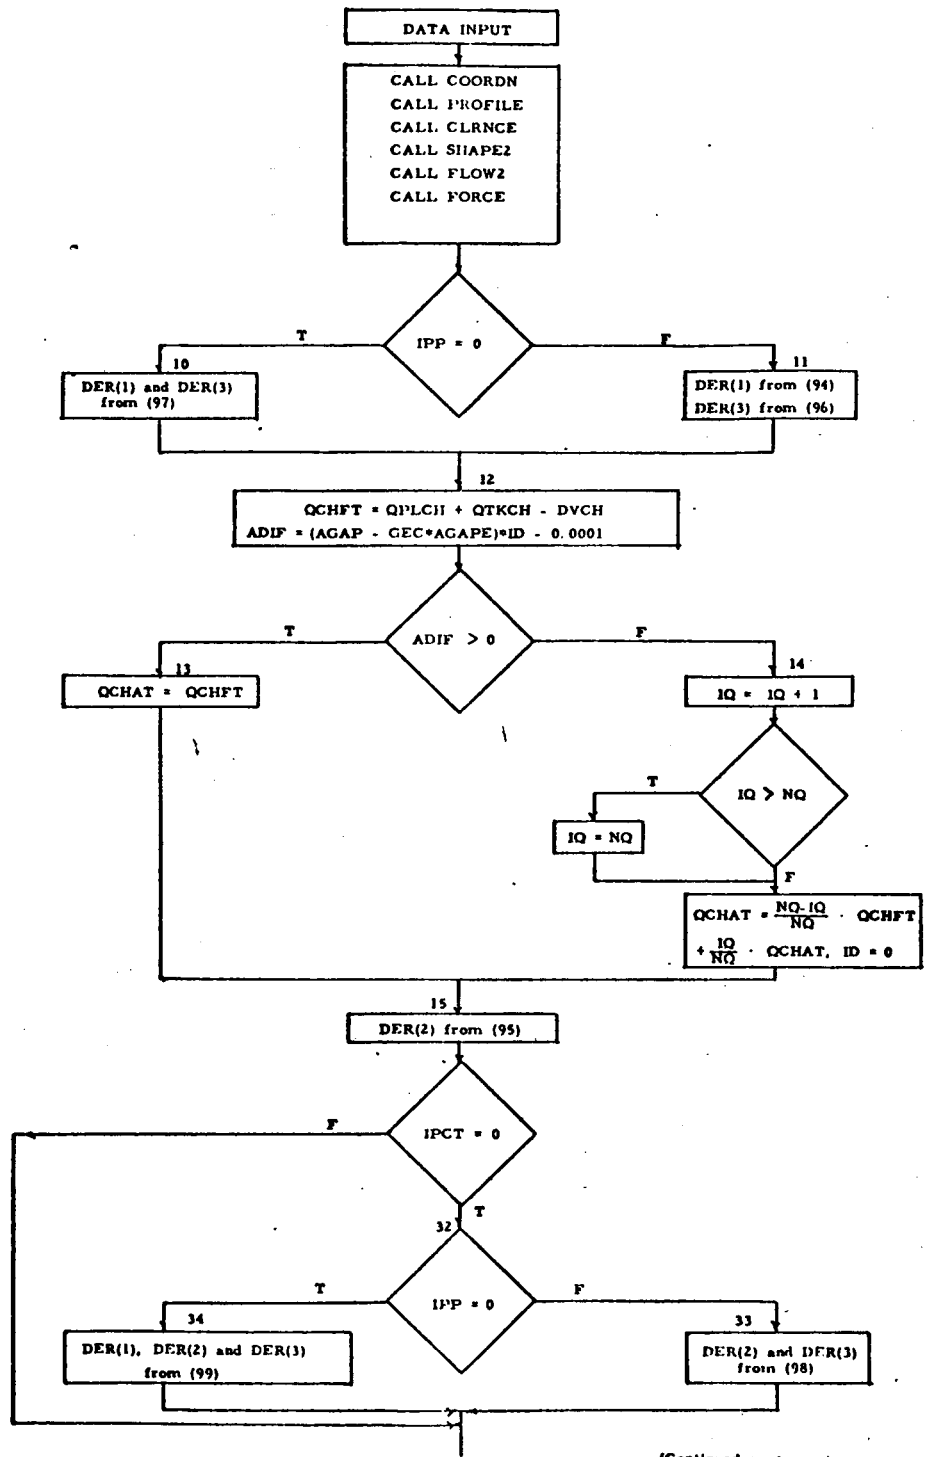 DATA INPUT
CALL COORDN
CALL PROFILE
CALL CLRNCE
CALL SHAPE2
CALL FLOW2
CALL FORCE
IPP = 0
T
F
10
DER(1) and DER(3)
from (97)
11
DER(1) from (94)
DER(3) from (96)
12
QCHFT = QPLCH + QTKCH - DVCH
ADIF = (AGAP - GEC*AGAPE)*ID - 0.0001
ADIF > 0
T
F
13
QCHAT = QCHFT
14
IQ = IQ + 1
IQ > NQ
T
IQ = NQ
F
QCHAT = NQ-IQ/NQ · QCHFT
+ IQ/NQ · QCHAT, ID = 0
15
DER(2) from (95)
IPCT = 0
F
T
32
IPP = 0
T
F
34
DER(1), DER(2) and DER(3)
from (99)
33
DER(2) and DER(3)
from (98)